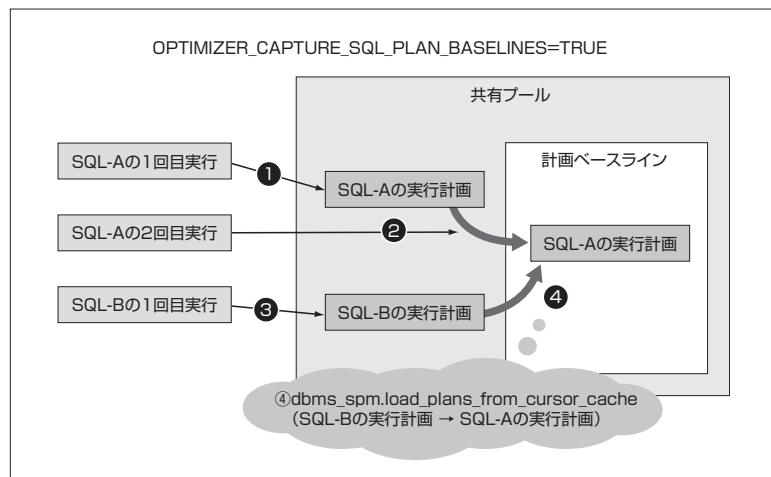 OPTIMIZER_CAPTURE_SQL_PLAN_BASELINES=TRUE
共有プール
計画ベースライン
SQL-Aの1回目実行
❶
SQL-Aの実行計画
SQL-Aの2回目実行
❷
SQL-Aの実行計画
SQL-Bの1回目実行
❸
SQL-Bの実行計画
❹
④dbms_spm.load_plans_from_cursor_cache
（SQL-Bの実行計画 → SQL-Aの実行計画）